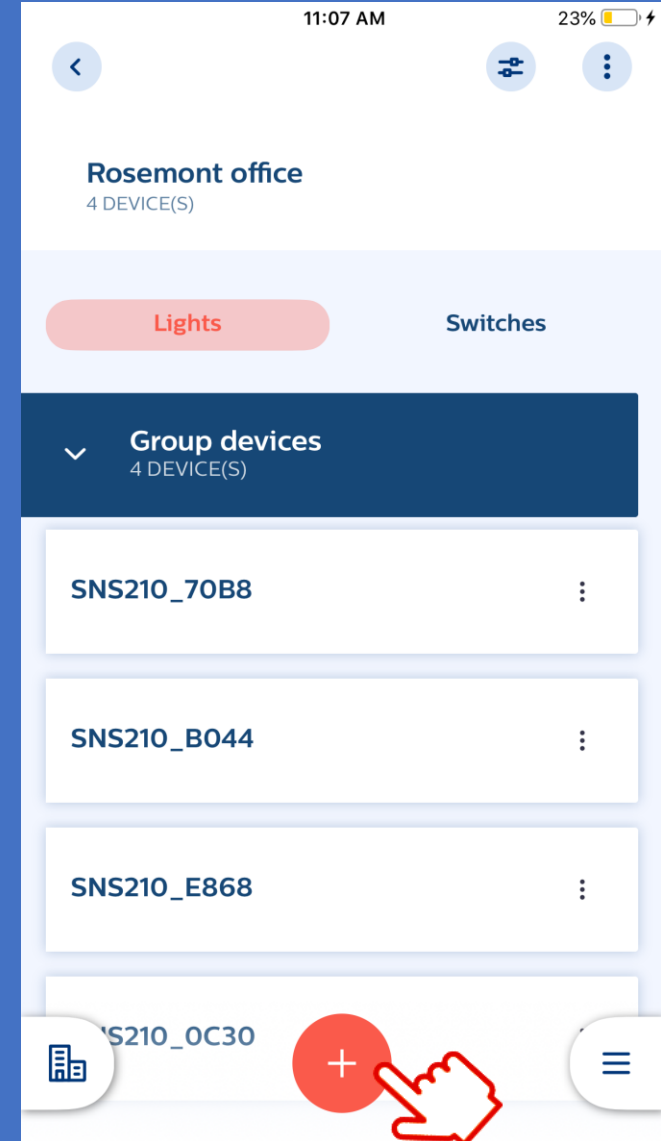 11:07 AM 23%
Rosemont office
4 DEVICE(S)
Lights Switches
Group devices
4 DEVICE(S)
SNS210_70B8
SNS210_B044
SNS210_E868
S210_0C30
+